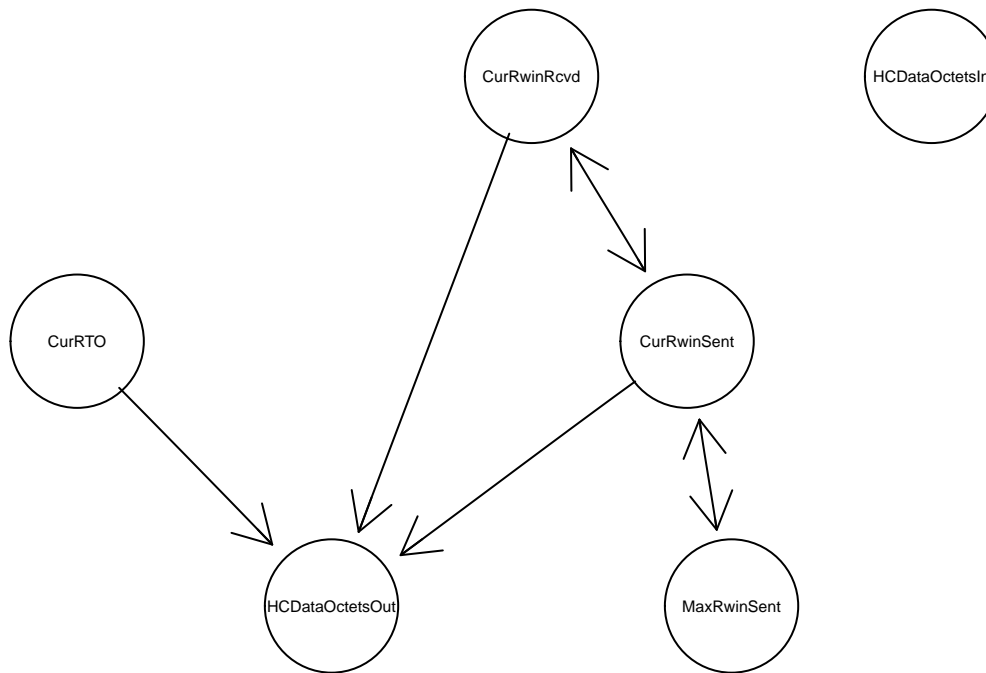 CurRwinRcvd
HCDataOctetsIn
CurRTO
CurRwinSent
HCDataOctetsOut
MaxRwinSent